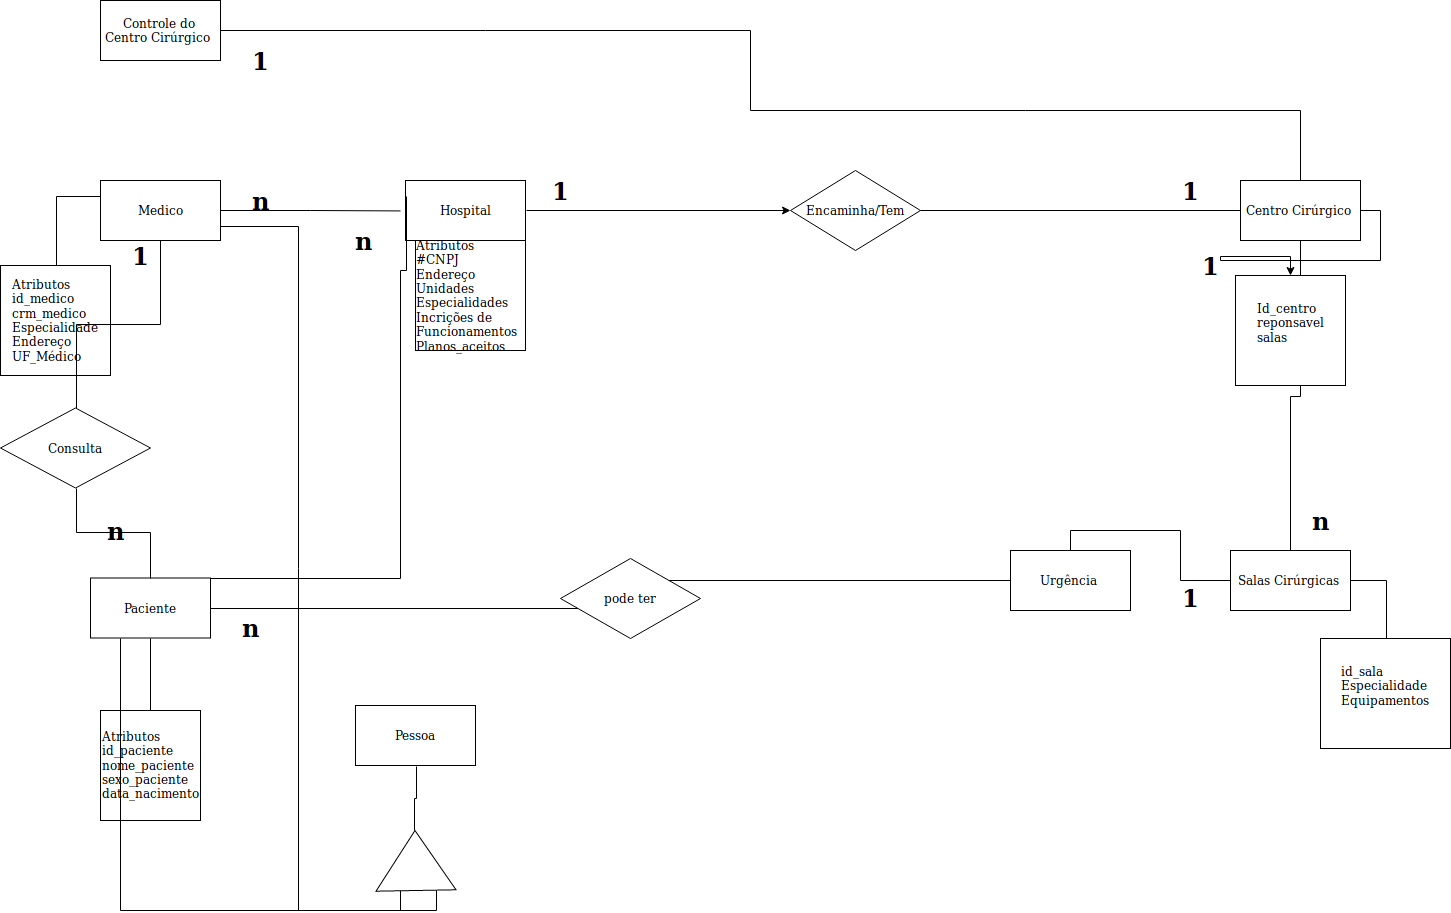 Controle do
Centro Cirúrgico
1
Medico
n
Hospital
1
Encaminha/Tem
1
Centro Cirúrgico
n
1
1
Atributos
id_medico
crm_medico
Especialidade
Endereço
UF_Médico
Atributos
#CNPJ
Endereço
Unidades
Especialidades
Incrições de
Funcionamentos
Planos_aceitos
Id_centro
reponsavel
salas
Consulta
n
n
Paciente
n
pode ter
Urgência
1
Salas Cirúrgicas
id_sala
Especialidade
Equipamentos
Atributos
id_paciente
nome_paciente
sexo_paciente
data_nacimento
Pessoa